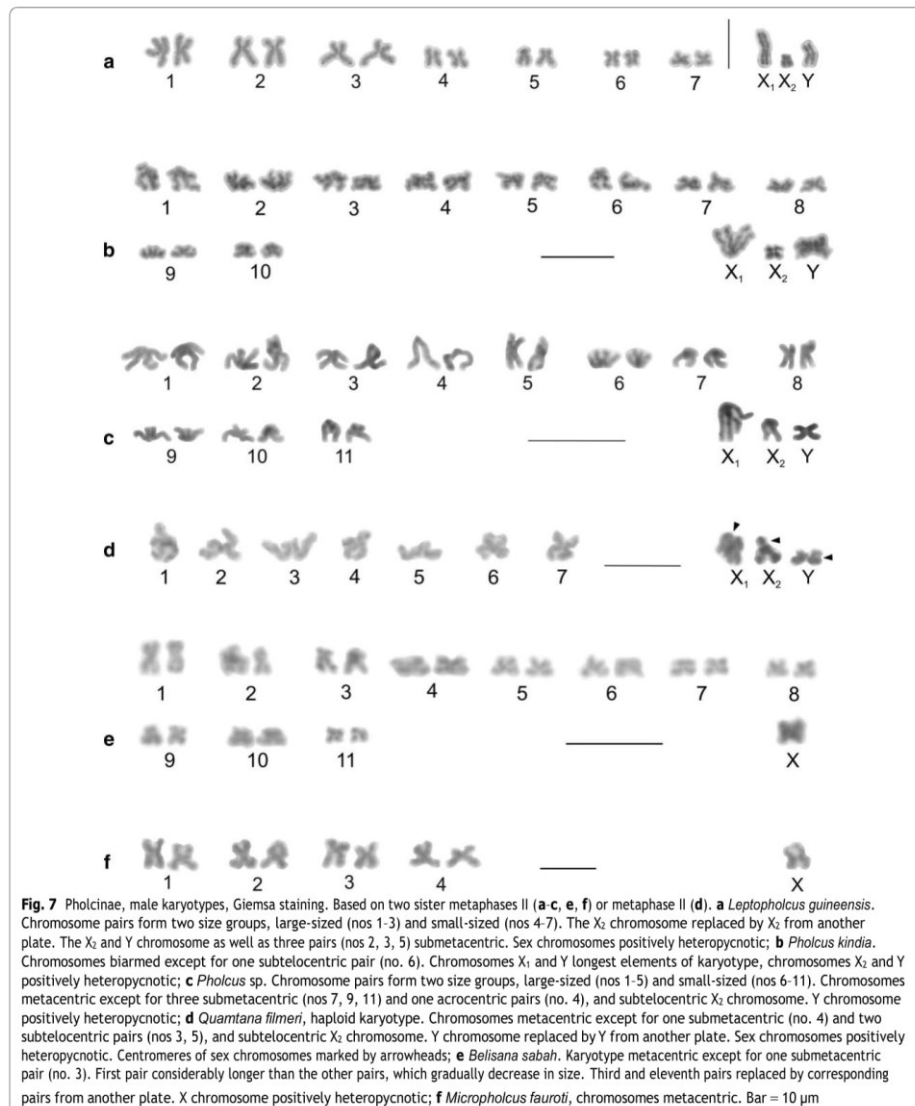 a
1 2 3 4 5 6 7 X₁ X₂ Y
1 2 3 4 5 6 7 8
b
9 10 X₁ X₂ Y
1 2 3 4 5 6 7 8
c
9 10 11 X₁ X₂ Y
d
1 2 3 4 5 6 7 X₁ X₂ Y
1 2 3 4 5 6 7 8
e
9 10 11 X
f
1 2 3 4 X
Fig. 7 Pholcinae, male karyotypes, Giemsa staining. Based on two sister metaphases II (a-c, e, f) or metaphase II (d). a Leptopholcus guineensis.
Chromosome pairs form two size groups, large-sized (nos 1-3) and small-sized (nos 4-7). The X₂ chromosome replaced by X₂ from another
plate. The X₂ and Y chromosome as well as three pairs (nos 2, 3, 5) submetacentric. Sex chromosomes positively heteropycnotic; b Pholcus kindia.
Chromosomes biarmed except for one subtelocentric pair (no. 6). Chromosomes X₁ and Y longest elements of karyotype, chromosomes X₂ and Y
positively heteropycnotic; c Pholcus sp. Chromosome pairs form two size groups, large-sized (nos 1-5) and small-sized (nos 6-11). Chromosomes
metacentric except for three submetacentric (nos 7, 9, 11) and one acrocentric pairs (no. 4), and subtelocentric X₂ chromosome. Y chromosome
positively heteropycnotic; d Quamtana filmeri, haploid karyotype. Chromosomes metacentric except for one submetacentric (no. 4) and two
subtelocentric pairs (nos 3, 5), and subtelocentric X₂ chromosome. Y chromosome replaced by Y from another plate. Sex chromosomes positively
heteropycnotic. Centromeres of sex chromosomes marked by arrowheads; e Belisana sabah. Karyotype metacentric except for one submetacentric
pair (no. 3). First pair considerably longer than the other pairs, which gradually decrease in size. Third and eleventh pairs replaced by corresponding
pairs from another plate. X chromosome positively heteropycnotic; f Micropholcus fauroti, chromosomes metacentric. Bar = 10 μm